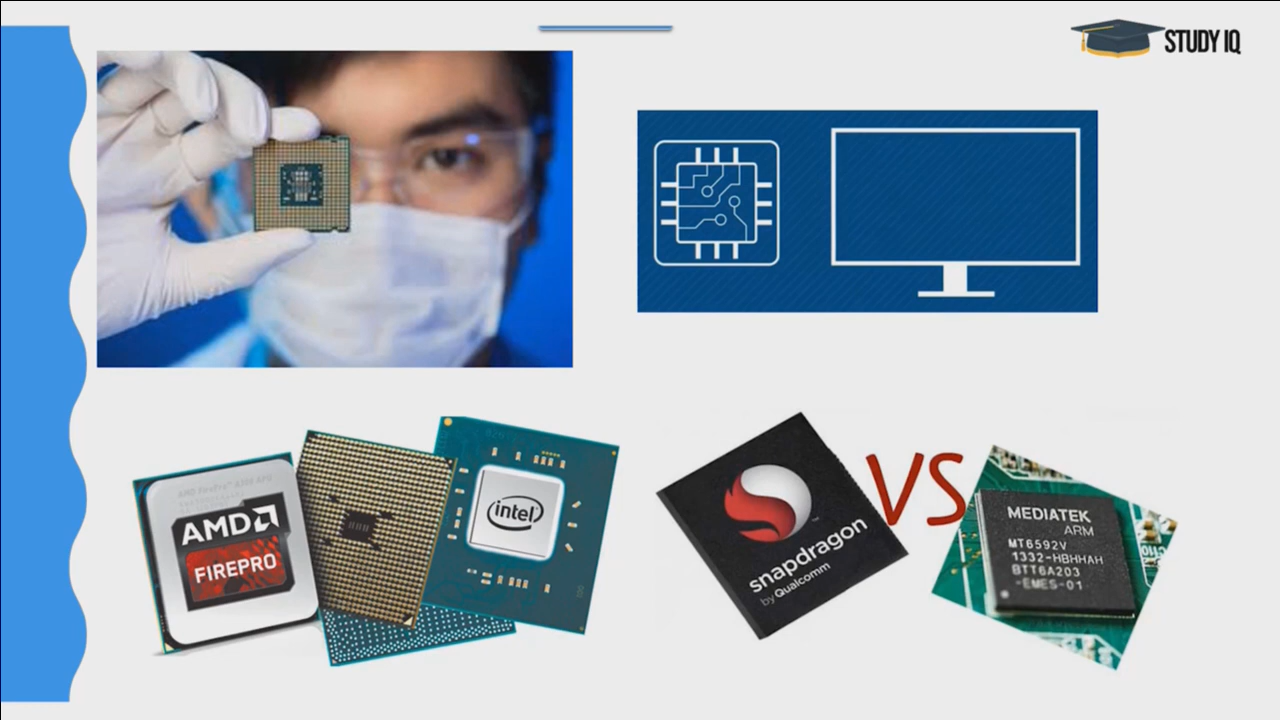 STUDY IQ
AMD
FIREPRO
intel
snapdragon
by Qualcomm
VS
MEDIATEK
ARM
MT6592V
1332-HBHHAH
BTT6A203
-EMES-01